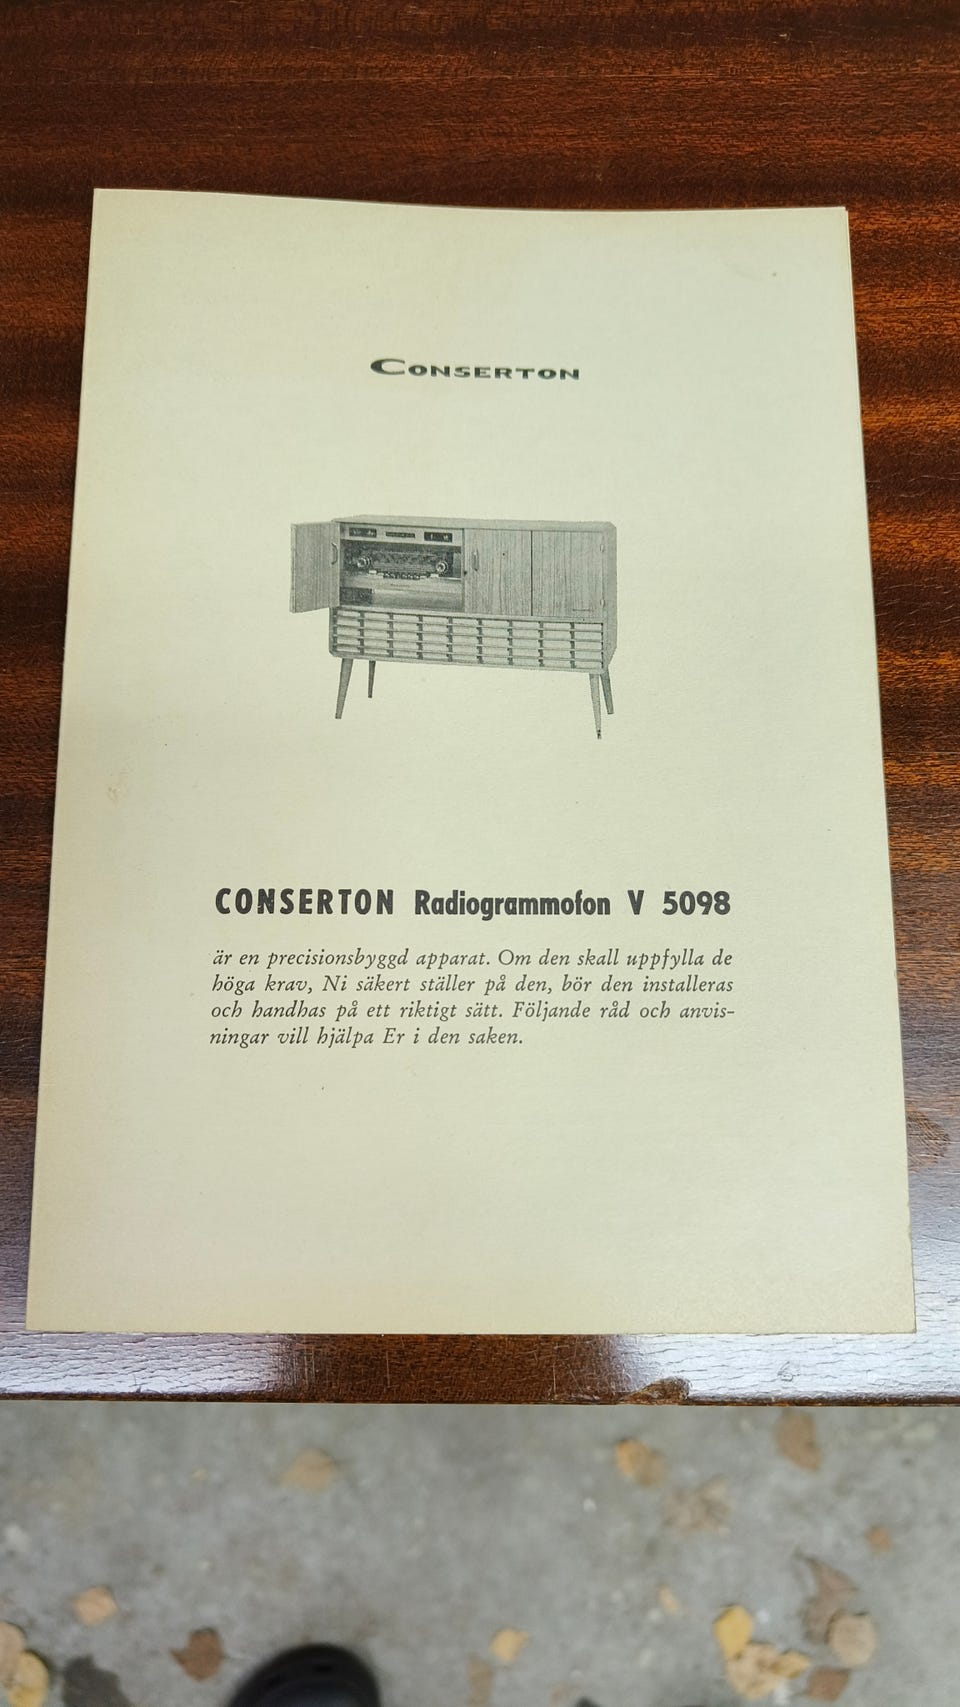 CONSERTON
CONSERTON Radiogrammofon V 5098
är en precisionsbyggd apparat. Om den skall uppfylla de
höga krav, Ni säkert ställer på den, bör den installeras
och handhas på ett riktigt sätt. Följande råd och anvis-
ningar vill hjälpa Er i den saken.